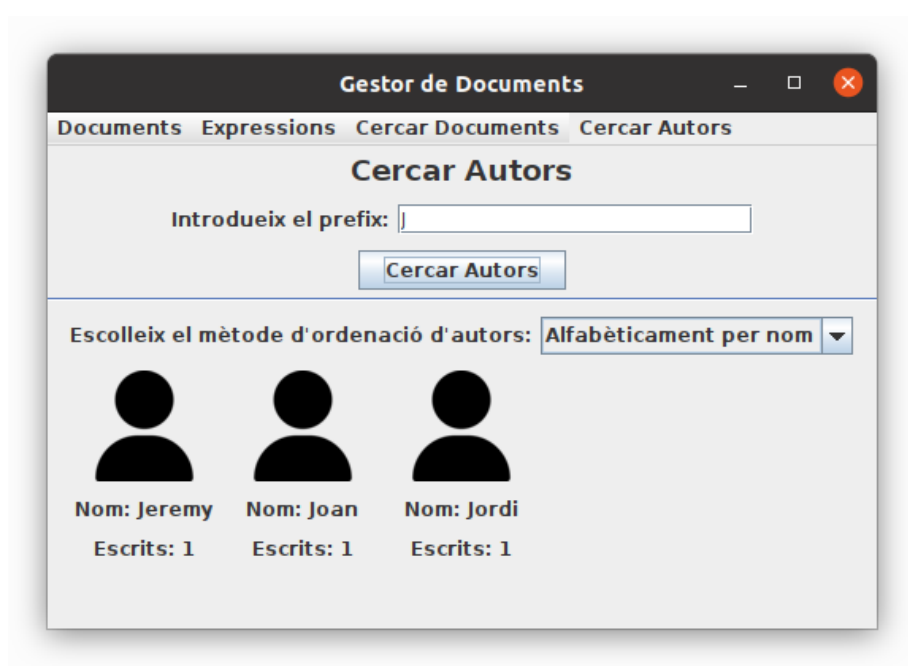 Gestor de Documents
Documents Expressions Cercar Documents Cercar Autors
Cercar Autors
Introdueix el prefix: J
Cercar Autors
Escolleix el mètode d'ordenació d'autors: Alfabèticament per nom
Nom: Jeremy Nom: Joan Nom: Jordi
Escrits: 1 Escrits: 1 Escrits: 1